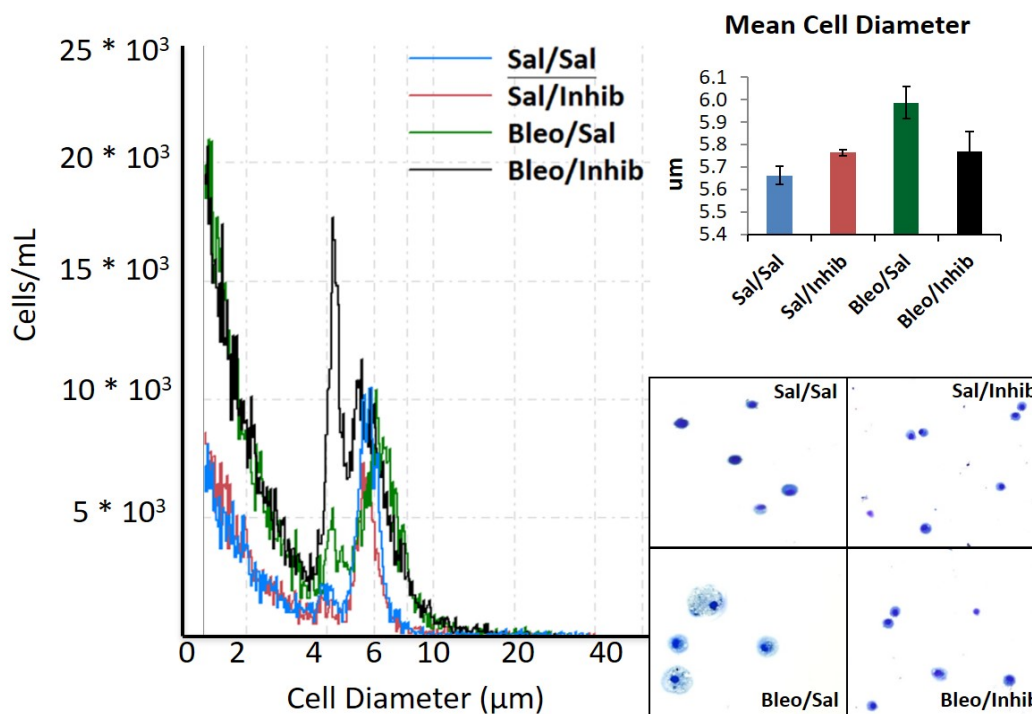 25 * 10³
20 * 10³
15 * 10³
10 * 10³
5 * 10³
Cells/mL
0 2 4 6 10 20 40
Cell Diameter (µm)
Sal/Sal
Sal/Inhib
Bleo/Sal
Bleo/Inhib
Mean Cell Diameter
6.1
6.0
5.9
5.8
5.7
5.6
5.5
5.4
um
Sal/Sal
Sal/Inhib
Bleo/Sal
Bleo/Inhib
Sal/Sal
Sal/Inhib
Bleo/Sal
Bleo/Inhib